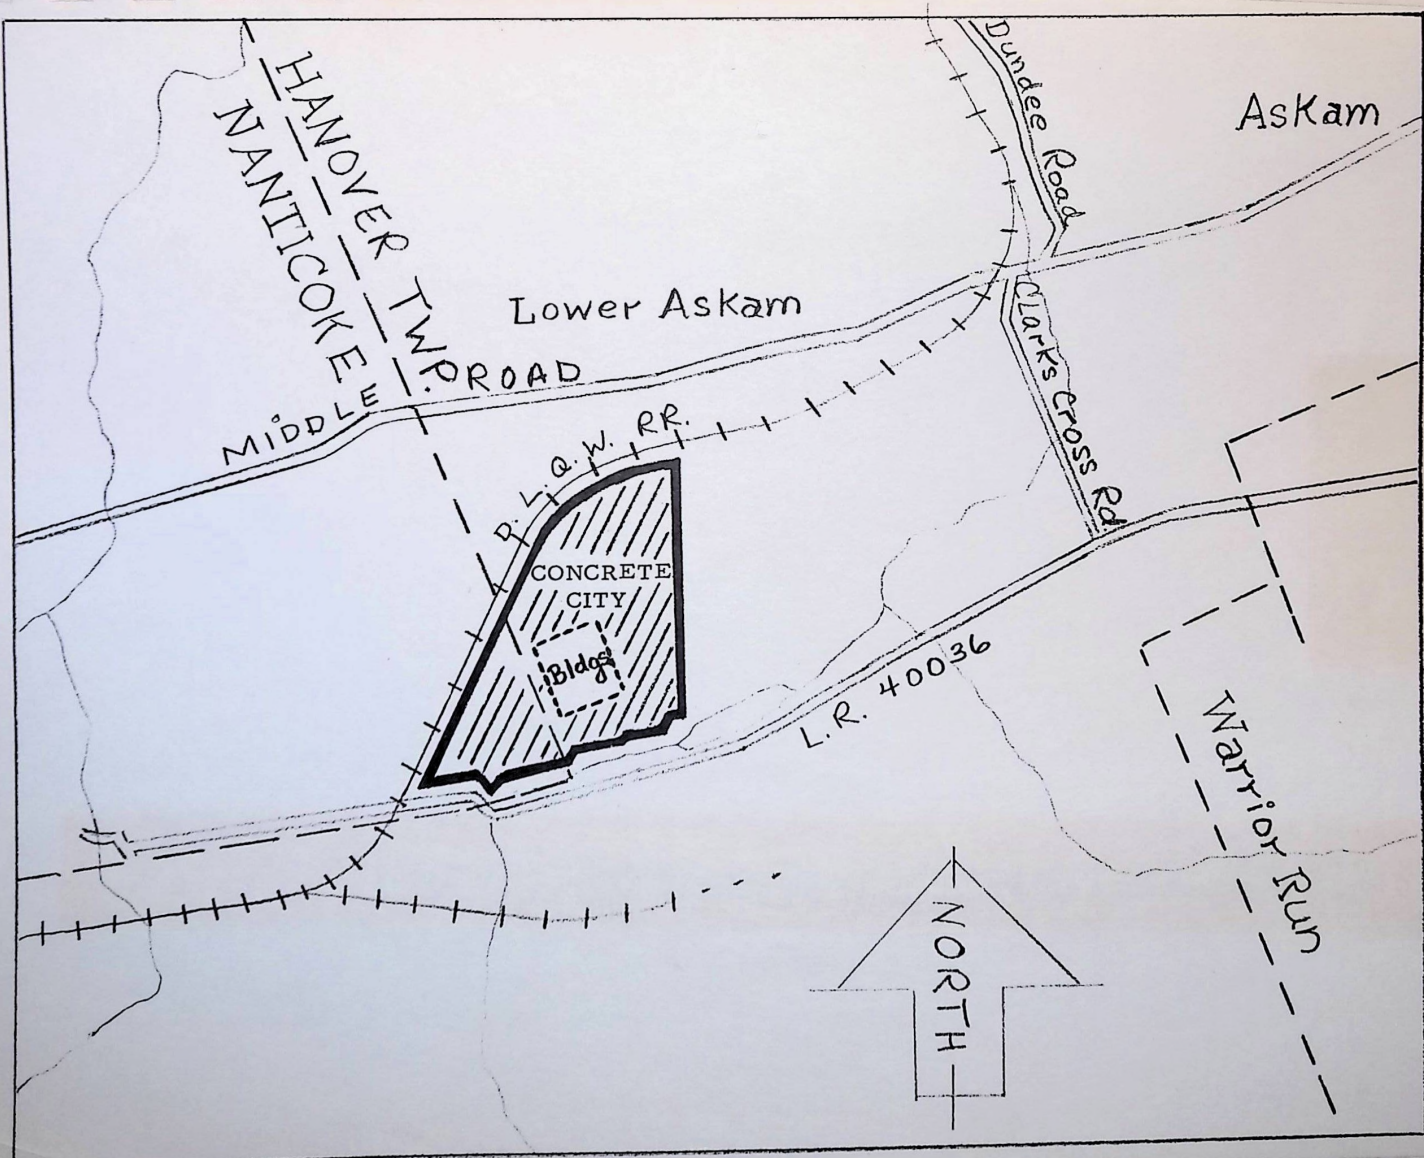 Dundee Road
Askam
HANOVER TWP.
NANTICOKE
Lower Askam
MIDDLE ROAD
Clarks Cross Rd
D. L. & W. RR.
CONCRETE
CITY
Bldgs
L.R. 40036
Warrior Run
NORTH